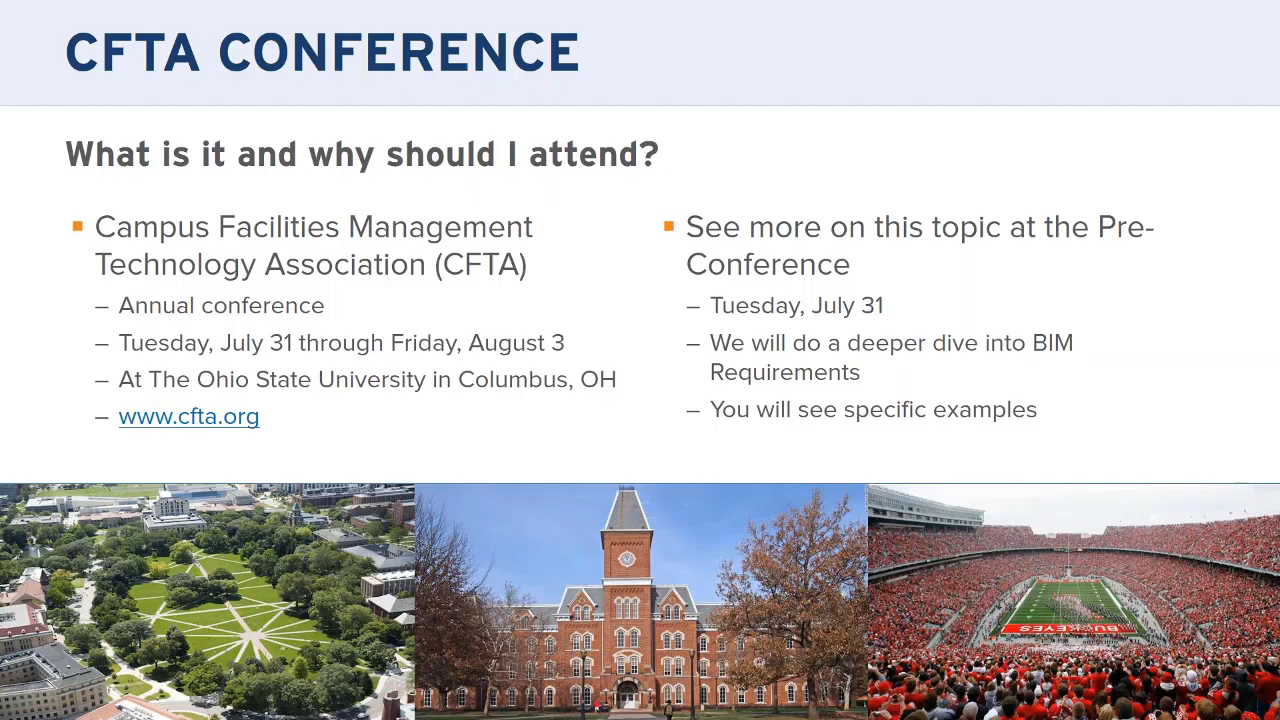 CFTA CONFERENCE
What is it and why should I attend?
Campus Facilities Management
Technology Association (CFTA)
– Annual conference
– Tuesday, July 31 through Friday, August 3
– At The Ohio State University in Columbus, OH
– www.cfta.org
See more on this topic at the Pre-
Conference
– Tuesday, July 31
– We will do a deeper dive into BIM
Requirements
– You will see specific examples
BUCKEYES